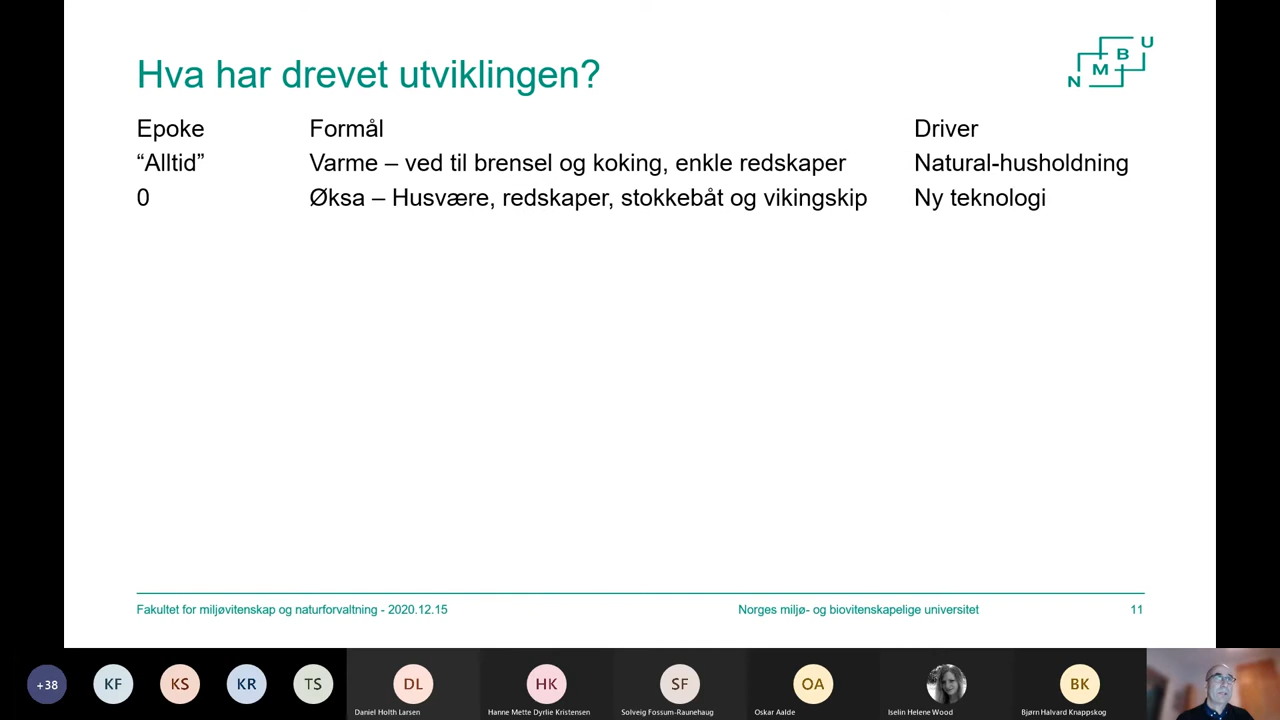 Hva har drevet utviklingen?
N M B U
Epoke Formål Driver
“Alltid” Varme – ved til brensel og koking, enkle redskaper Natural-husholdning
0 Øksa – Husvære, redskaper, stokkebåt og vikingskip Ny teknologi
Fakultet for miljøvitenskap og naturforvaltning - 2020.12.15 Norges miljø- og biovitenskapelige universitet 11
+38 KF KS KR TS DL HK SF OA BK
Daniel Holth Larsen Hanne Mette Dyrlie Kristensen Solveig Fossum-Raunehaug Oskar Aalde Iselin Helene Wood Bjørn Halvard Knappskog